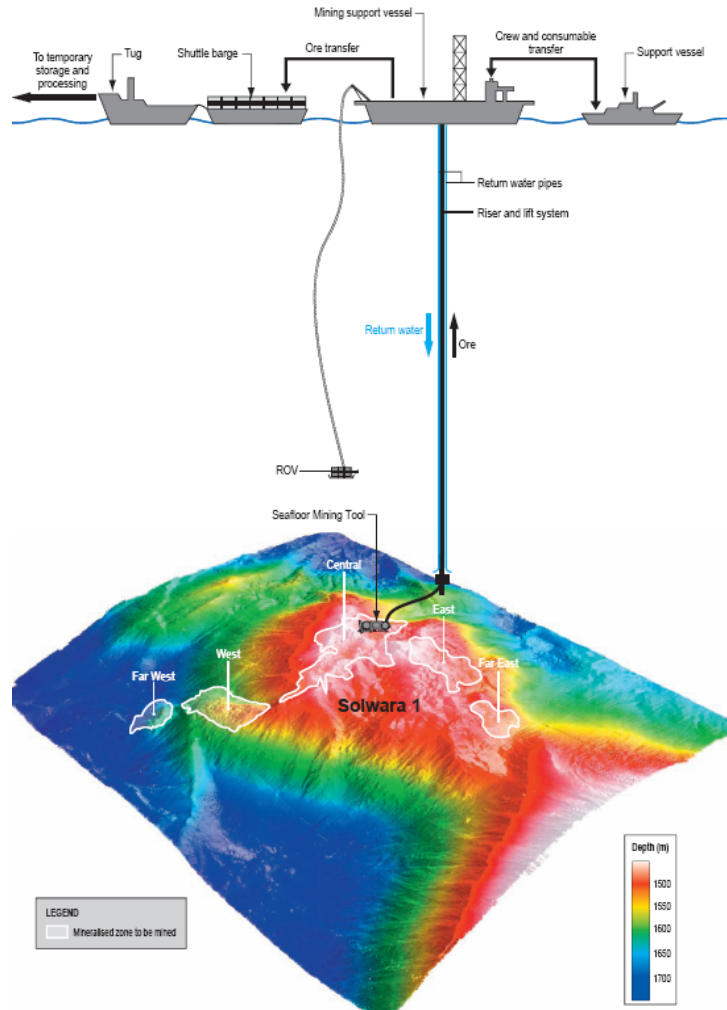 To temporary
storage and
processing
Tug
Shuttle barge
Ore transfer
Mining support vessel
Crew and consumable
transfer
Support vessel
Return water pipes
Riser and lift system
Return water
Ore
ROV
Seafloor Mining Tool
Central
East
West
Far West
Far East
Solwara 1
LEGEND
Mineralised zone to be mined
Depth (m)
1500
1550
1600
1650
1700